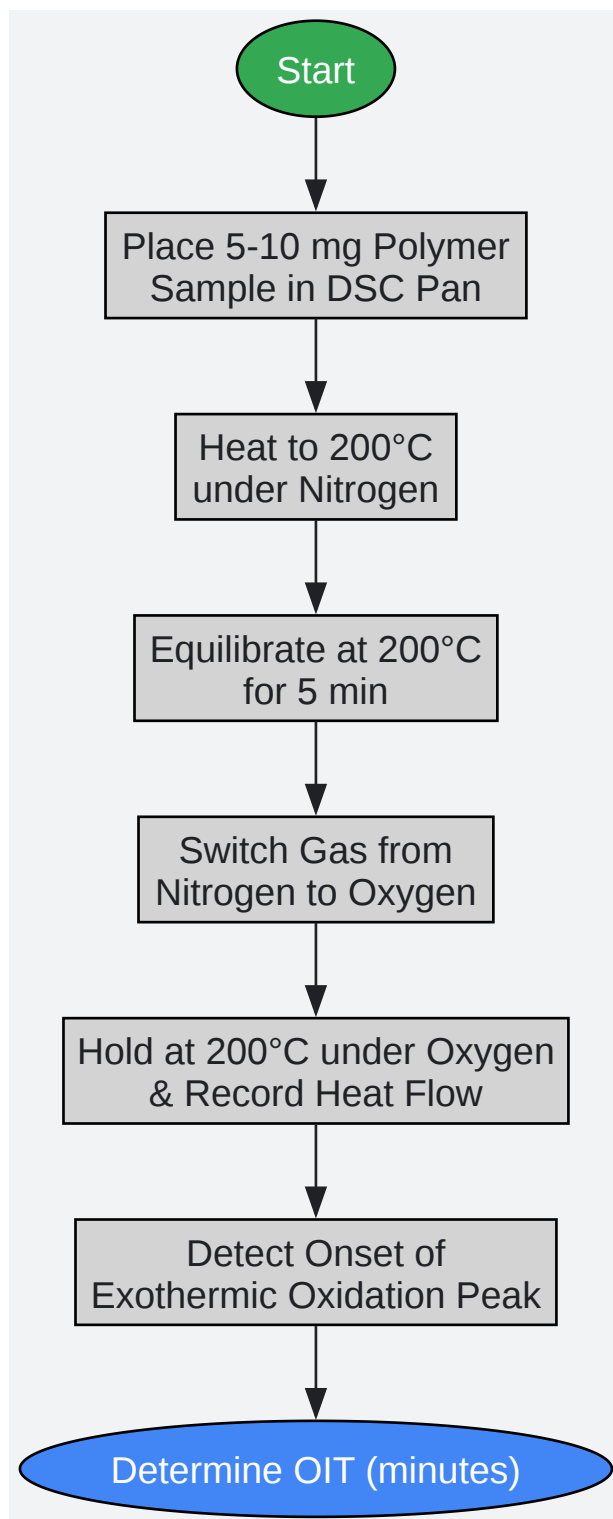 Start
Place 5-10 mg Polymer
Sample in DSC Pan
Heat to 200°C
under Nitrogen
Equilibrate at 200°C
for 5 min
Switch Gas from
Nitrogen to Oxygen
Hold at 200°C under Oxygen
& Record Heat Flow
Detect Onset of
Exothermic Oxidation Peak
Determine OIT (minutes)